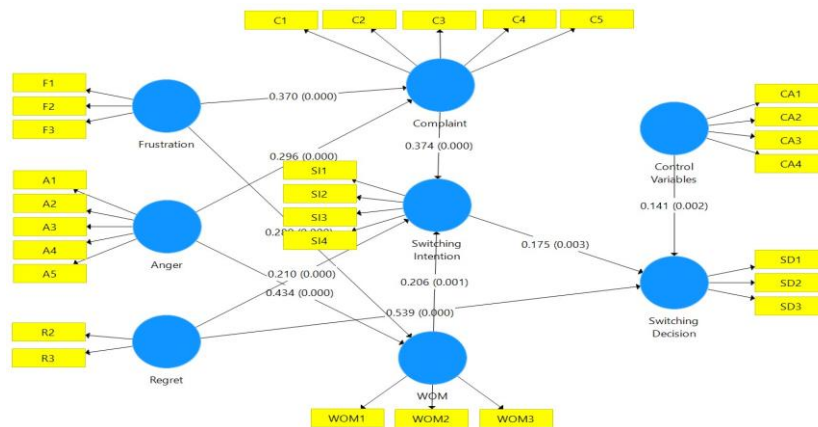 C1
C2
C3
C4
C5
F1
F2
F3
Frustration
0.370 (0.000)
Complaint
CA1
CA2
CA3
CA4
Control
Variables
0.296 (0.000)
0.374 (0.000)
0.141 (0.002)
A1
A2
A3
A4
A5
Anger
SI1
SI2
SI3
SI4
Switching
Intention
0.175 (0.003)
0.210 (0.000)
0.434 (0.000)
0.206 (0.001)
0.539 (0.000)
SD1
SD2
SD3
Switching
Decision
R2
R3
Regret
WOM
WOM1
WOM2
WOM3